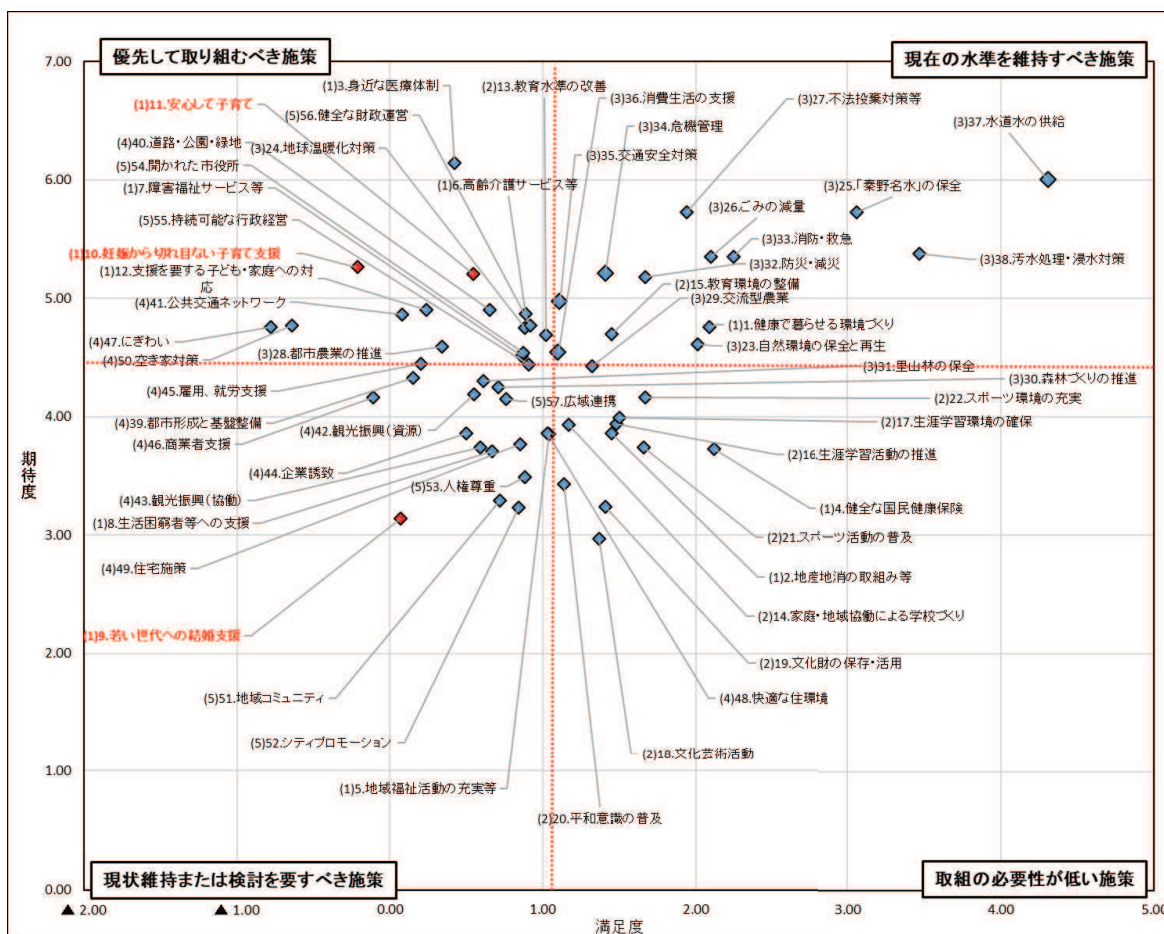 優先して取り組むべき施策
現在の水準を維持すべき施策
7.00
(1)3.身近な医療体制
(2)13.教育水準の改善
(3)36.消費生活の支援
(3)27.不法投棄対策等
(1)11.安心して子育て
(5)56.健全な財政運営
(3)34.危機管理
(3)37.水道水の供給
(4)40.道路・公園・緑地
(3)24.地球温暖化対策
(3)35.交通安全対策
(5)54.開かれた市役所
6.00
(1)7.障害福祉サービス等
(1)6.高齢介護サービス等
(3)25.「秦野名水」の保全
(3)26.ごみの減量
(5)55.持続可能な行政経営
(3)33.消防・救急
(1)10.妊娠から切れ目ない子育て支援
(3)32.防災・減災
(3)38.汚水処理・浸水対策
(1)12.支援を要する子ども・家庭への対
応
(2)15.教育環境の整備
5.00
(4)41.公共交通ネットワーク
(3)29.交流型農業
(4)47.にぎわい
(1)1.健康で暮らせる環境づくり
(4)50.空き家対策
(3)28.都市農業の推進
(3)23.自然環境の保全と再生
(3)31.里山林の保全
(4)45.雇用、就労支援
(3)30.森林づくりの推進
4.00
(5)57.広域連携
(2)22.スポーツ環境の充実
(4)39.都市形成と基盤整備
(4)42.観光振興(資源)
(2)17.生涯学習環境の確保
(4)46.商業者支援
(2)16.生涯学習活動の推進
(4)44.企業誘致
(5)53.人権尊重
(4)43.観光振興(協働)
(1)4.健全な国民健康保険
(1)8.生活困窮者等への支援
(2)21.スポーツ活動の普及
3.00
(4)49.住宅施策
(1)2.地産地消の取組み等
(2)14.家庭・地域協働による学校づくり
(1)9.若い世代への結婚支援
2.00
(2)19.文化財の保存・活用
(5)51.地域コミュニティ
(4)48.快適な住環境
(5)52.シティプロモーション
(2)18.文化芸術活動
1.00
(1)5.地域福祉活動の充実等
(2)20.平和意識の普及
期待度
現状維持または検討を要すべき施策
取組の必要性が低い施策
0.00
▲ 2.00 ▲ 1.00 0.00 1.00 2.00 3.00 4.00 5.00
満足度